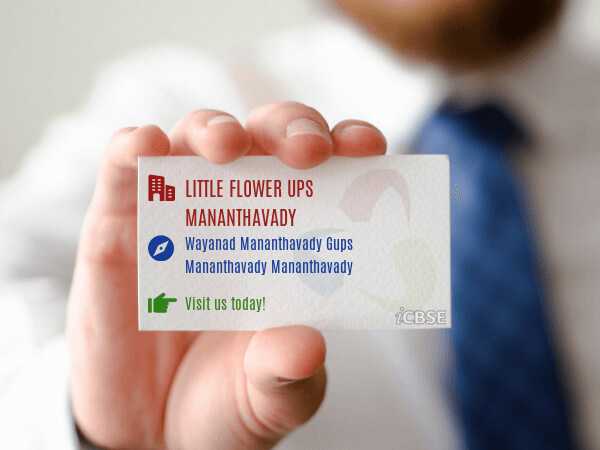 LITTLE FLOWER UPS
MANANTHAVADY
Wayanad Mananthavady Gups
Mananthavady Mananthavady
Visit us today!
iCBSE